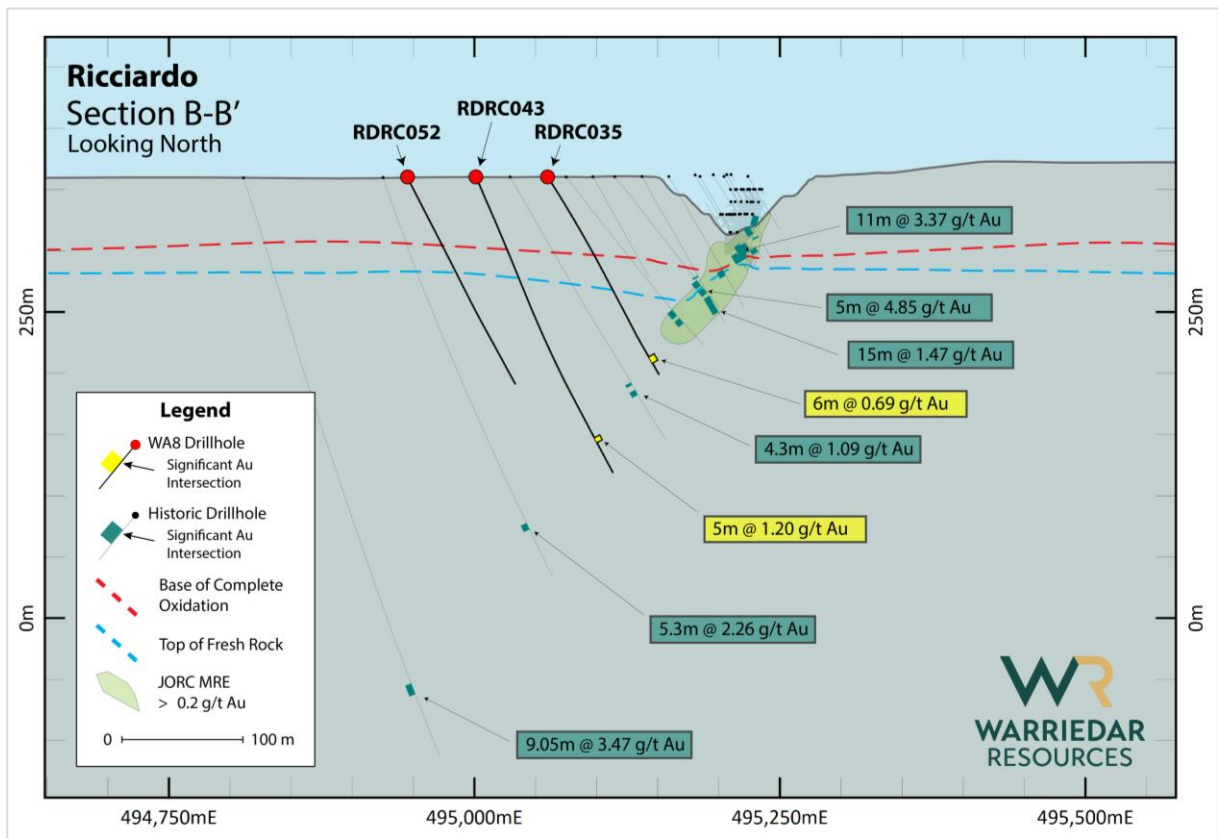 Ricciardo
Section B-B’
Looking North
RDRC052
RDRC043
RDRC035
11m @ 3.37 g/t Au
5m @ 4.85 g/t Au
15m @ 1.47 g/t Au
6m @ 0.69 g/t Au
4.3m @ 1.09 g/t Au
5m @ 1.20 g/t Au
5.3m @ 2.26 g/t Au
9.05m @ 3.47 g/t Au
250m
0m
250m
0m
Legend
WA8 Drillhole
Significant Au
Intersection
Historic Drillhole
Significant Au
Intersection
Base of Complete
Oxidation
Top of Fresh Rock
JORC MRE
> 0.2 g/t Au
0 100 m
WR
WARRIEDAR
RESOURCES
494,750mE
495,000mE
495,250mE
495,500mE